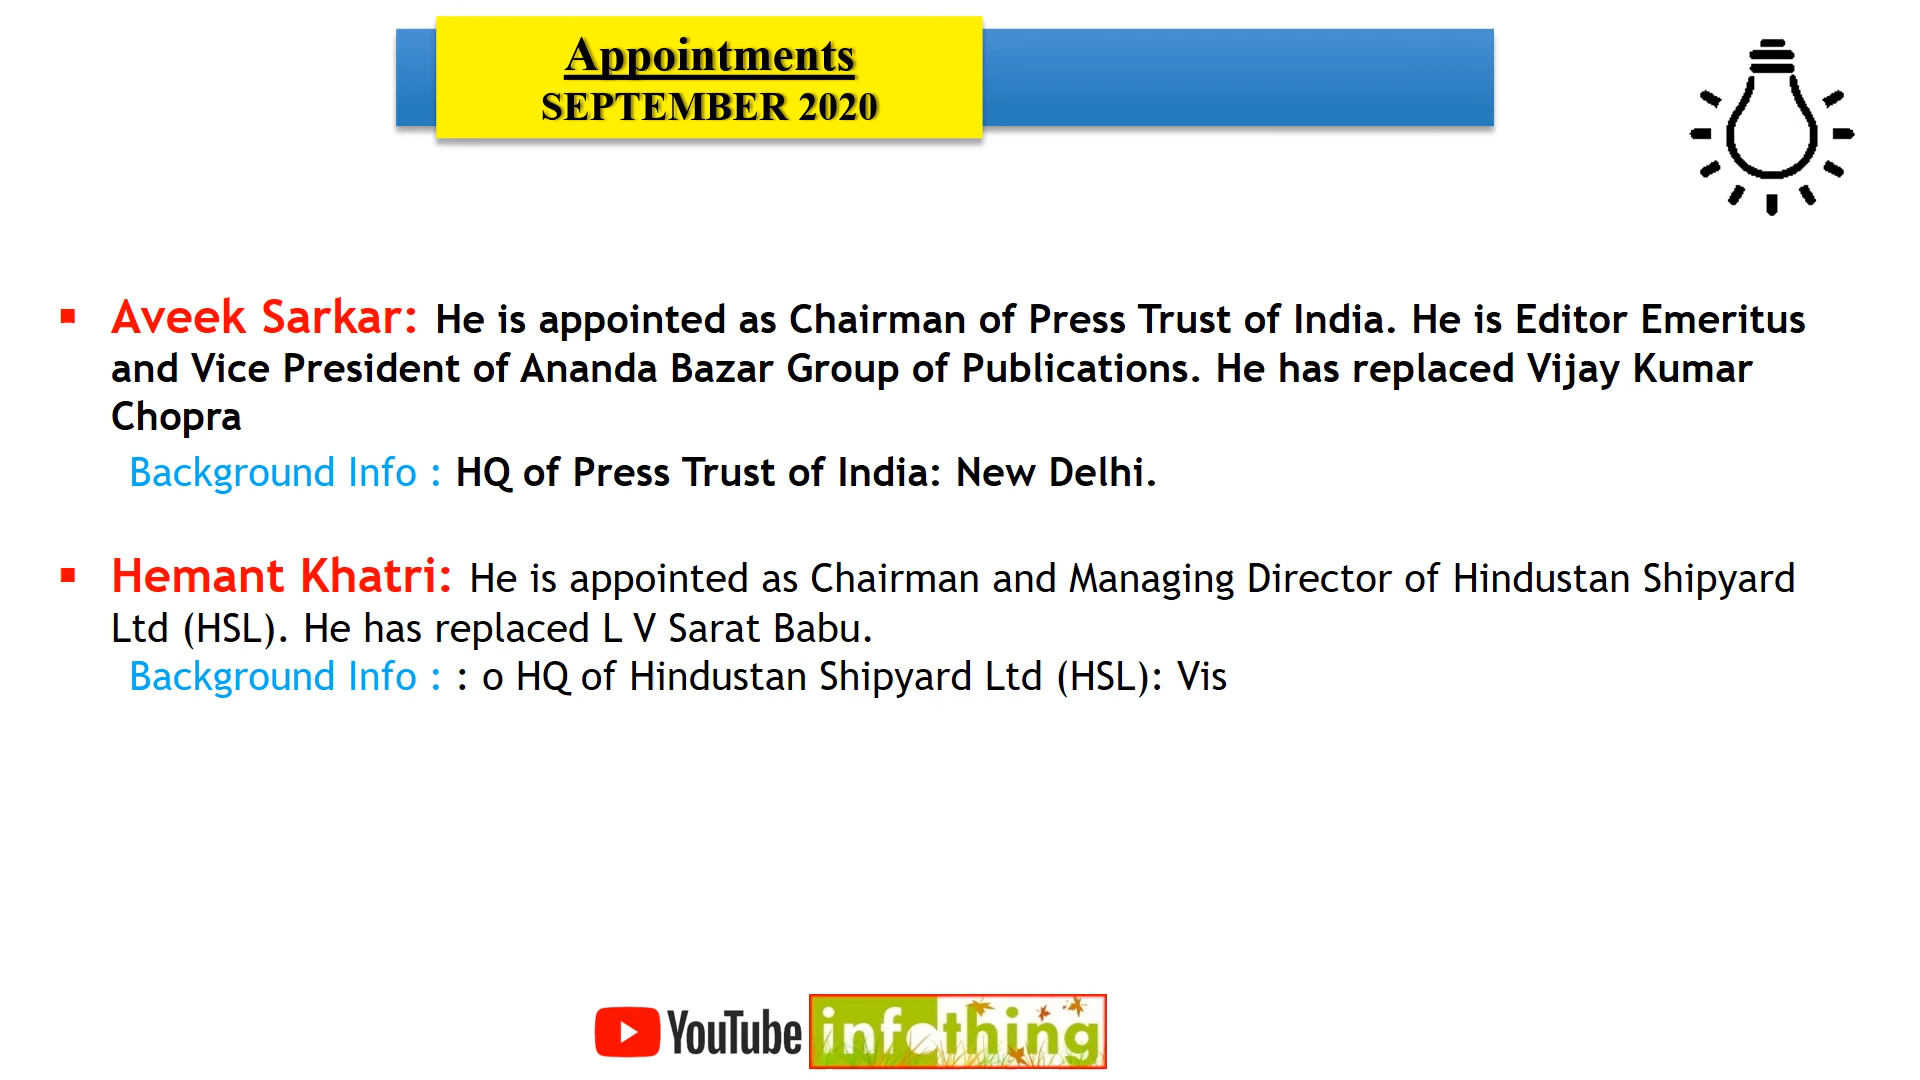 Appointments
SEPTEMBER 2020
▪ Aveek Sarkar: He is appointed as Chairman of Press Trust of India. He is Editor Emeritus
and Vice President of Ananda Bazar Group of Publications. He has replaced Vijay Kumar
Chopra
Background Info : HQ of Press Trust of India: New Delhi.
▪ Hemant Khatri: He is appointed as Chairman and Managing Director of Hindustan Shipyard
Ltd (HSL). He has replaced L V Sarat Babu.
Background Info : : o HQ of Hindustan Shipyard Ltd (HSL): Vis
YouTube infothing